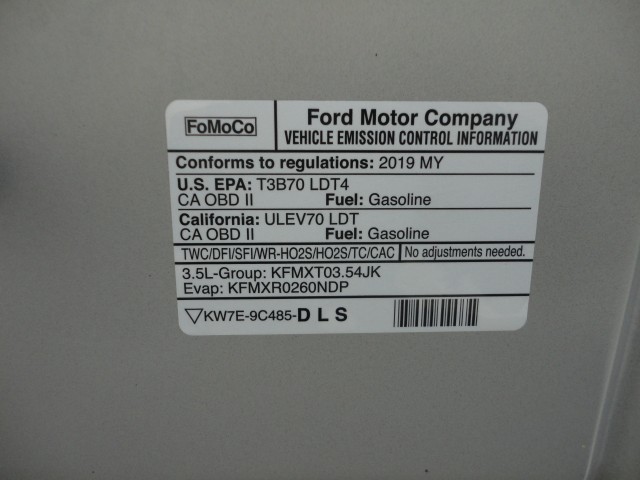 FoMoCo
Ford Motor Company
VEHICLE EMISSION CONTROL INFORMATION
Conforms to regulations: 2019 MY
U.S. EPA: T3B70 LDT4
CA OBD II Fuel: Gasoline
California: ULEV70 LDT
CA OBD II Fuel: Gasoline
TWC/DFI/SFI/WR-HO2S/HO2S/TC/CAC No adjustments needed.
3.5L-Group: KFMXT03.54JK
Evap: KFMXR0260NDP
▽KW7E-9C485-DLS